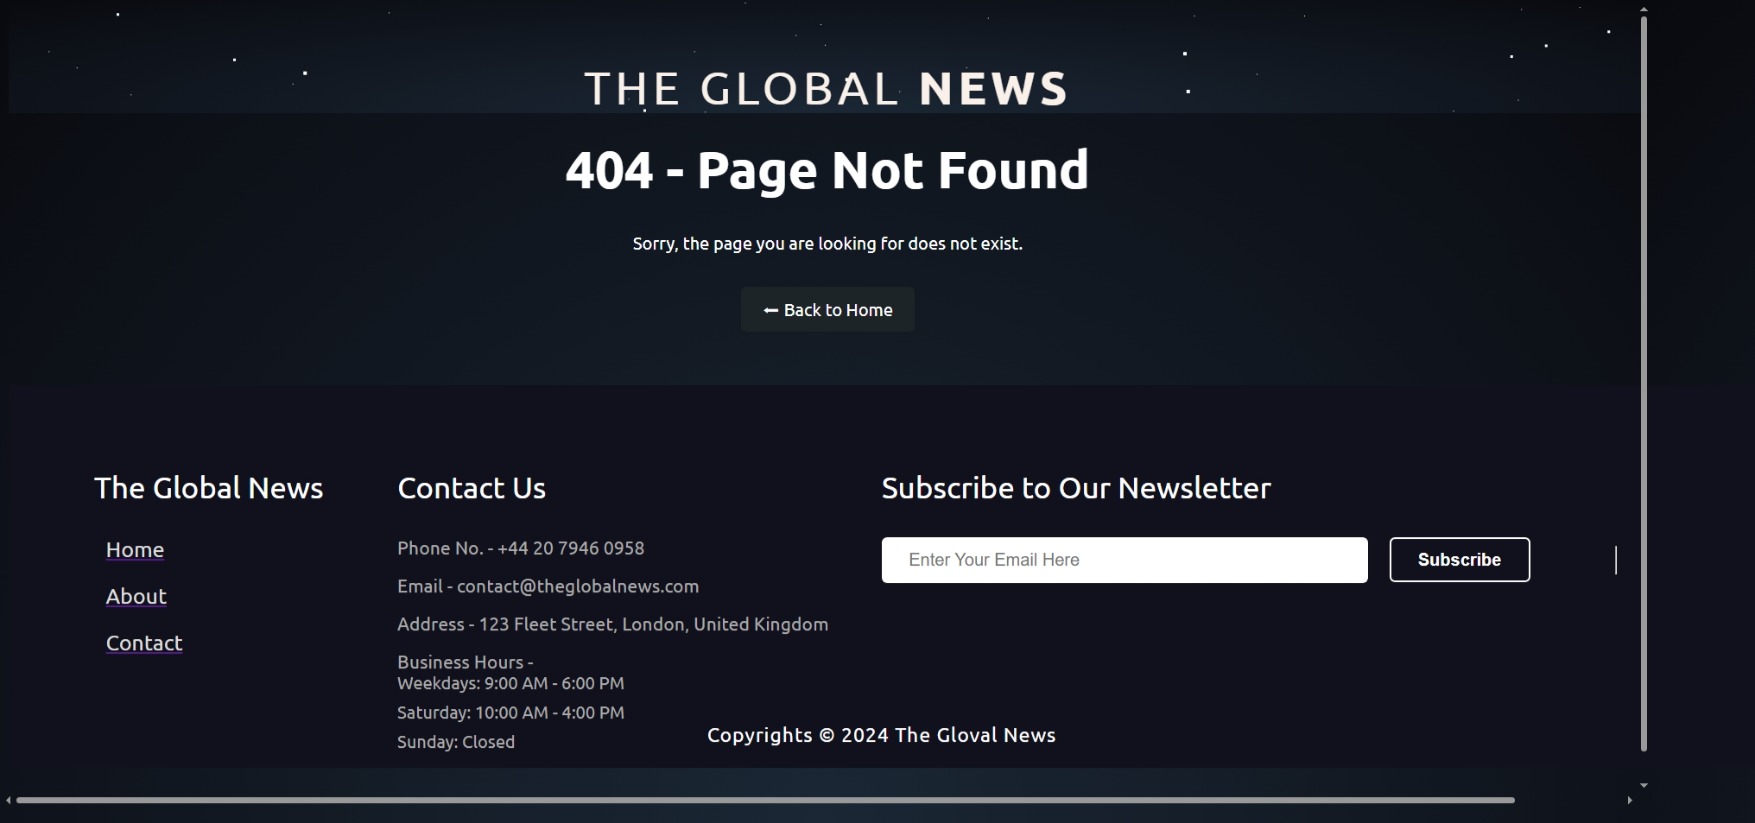 THE GLOBAL NEWS
404 - Page Not Found
Sorry, the page you are looking for does not exist.
⬅ Back to Home
The Global News
Home
About
Contact
Contact Us
Phone No. - +44 20 7946 0958
Email - contact@theglobalnews.com
Address - 123 Fleet Street, London, United Kingdom
Business Hours -
Weekdays: 9:00 AM - 6:00 PM
Saturday: 10:00 AM - 4:00 PM
Sunday: Closed
Subscribe to Our Newsletter
Enter Your Email Here
Subscribe
Copyrights © 2024 The Gloval News